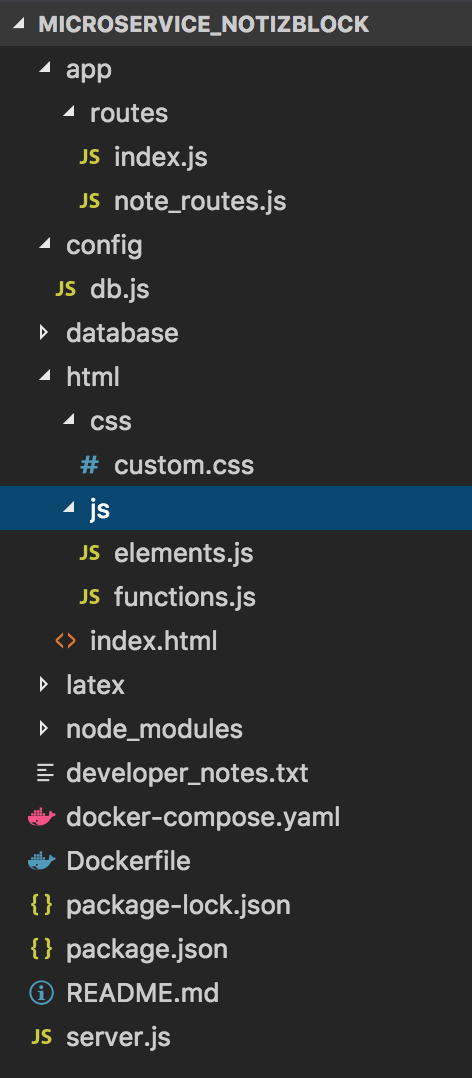 MICROSERVICE_NOTIZBLOCK
app
routes
JS index.js
JS note_routes.js
config
JS db.js
database
html
css
# custom.css
js
JS elements.js
JS functions.js
<> index.html
latex
node_modules
developer_notes.txt
docker-compose.yaml
Dockerfile
{} package-lock.json
{} package.json
README.md
JS server.js